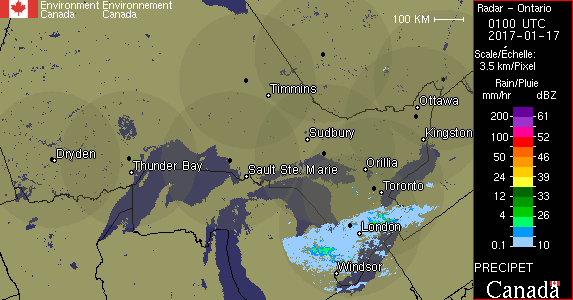 Environment Environnement
Canada Canada
100 KM
Timmins
Ottawa
Sudbury
Kingston
Dryden
Thunder Bay
Sault Ste. Marie
Orillia
Toronto
London
Windsor
Radar - Ontario
0100 UTC
2017-01-17
Scale/Échelle:
3.5 km/Pixel
Rain/Pluie
mm/hr dBZ
200 61
100 52
50 46
24 39
12 33
4 26
0.1 10
PRECIPET
Canada